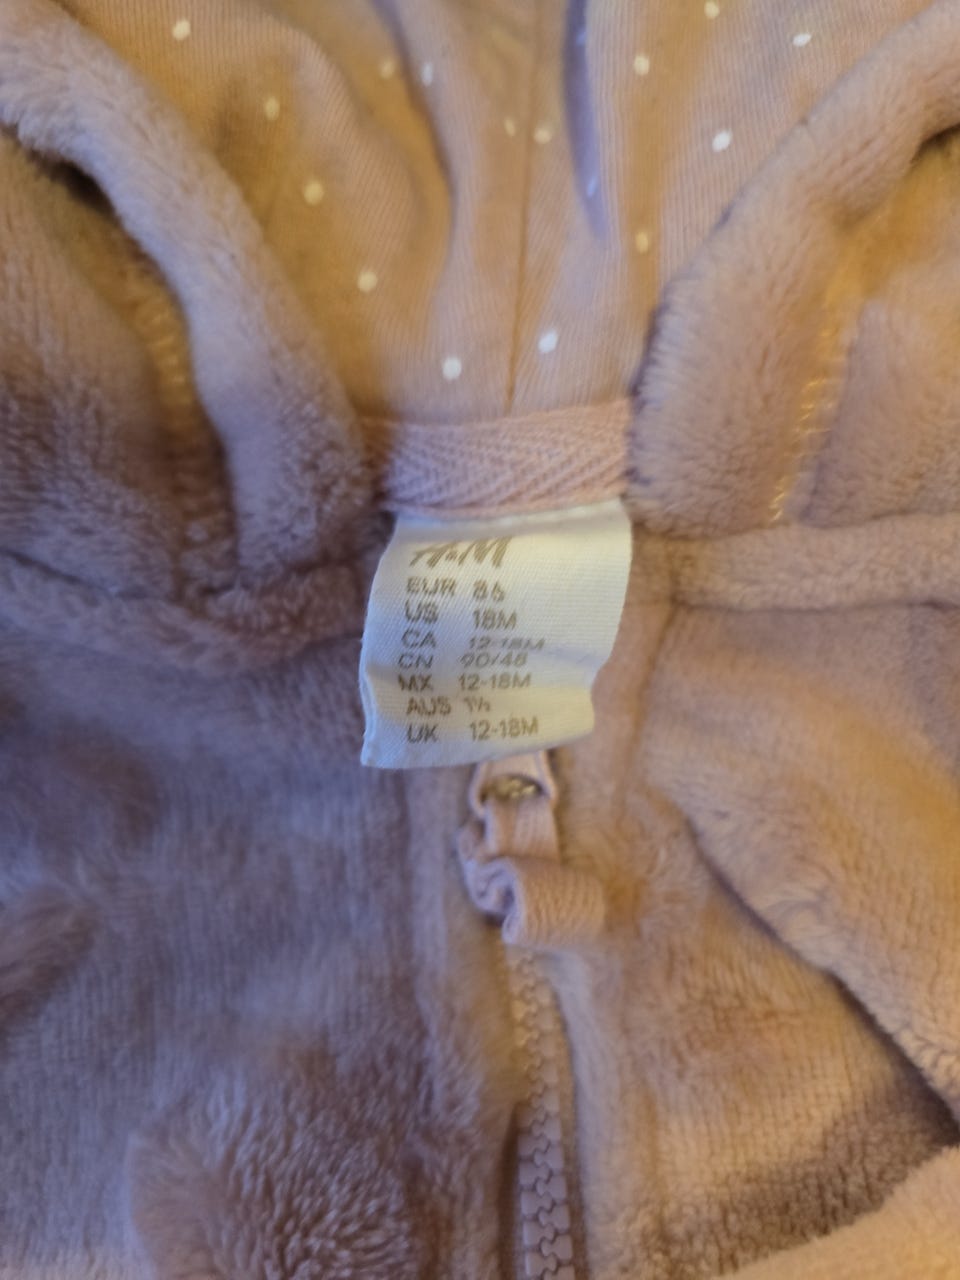 H&M
EUR 86
US 18M
CA 12-18M
CN 90/48
MX 12-18M
AUS 1½
UK 12-18M